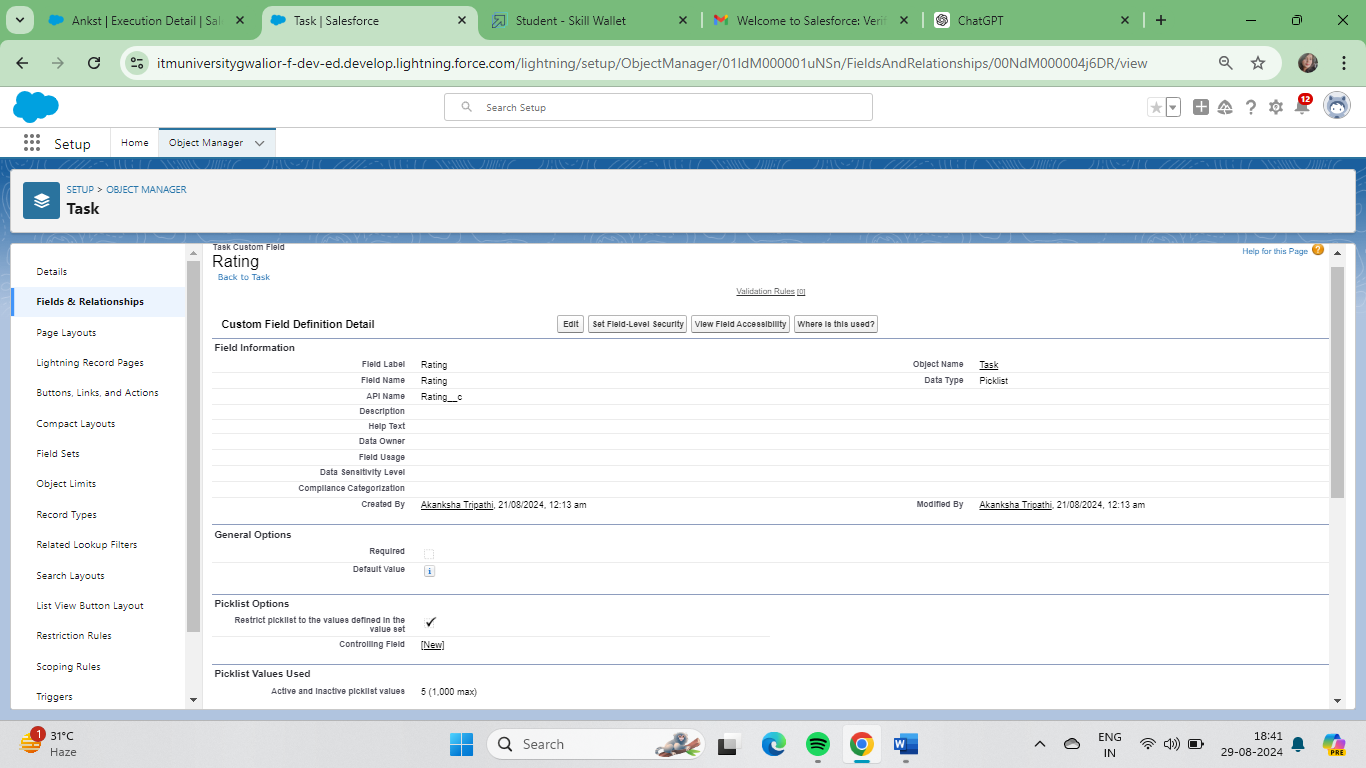 Ankst | Execution Detail | Sal
Task | Salesforce
Student - Skill Wallet
Welcome to Salesforce: Verif
ChatGPT
itmuniversitygwalior-f-dev-ed.develop.lightning.force.com/lightning/setup/ObjectManager/01IdM000001uNSn/FieldsAndRelationships/00NdM000004j6DR/view
Search Setup
12
Setup
Home
Object Manager
SETUP > OBJECT MANAGER
Task
Details
Fields & Relationships
Page Layouts
Lightning Record Pages
Buttons, Links, and Actions
Compact Layouts
Field Sets
Object Limits
Record Types
Related Lookup Filters
Search Layouts
List View Button Layout
Restriction Rules
Scoping Rules
Triggers
Task Custom Field
Rating
Back to Task
Help for this Page
Validation Rules [0]
Custom Field Definition Detail
Edit Set Field-Level Security View Field Accessibility Where is this used?
Field Information
Field Label Rating Object Name Task
Field Name Rating Data Type Picklist
API Name Rating__c
Description
Help Text
Data Owner
Field Usage
Data Sensitivity Level
Compliance Categorization
Created By Akanksha Tripathi, 21/08/2024, 12:13 am Modified By Akanksha Tripathi, 21/08/2024, 12:13 am
General Options
Required
Default Value
Picklist Options
Restrict picklist to the values defined in the
value set
Controlling Field [New]
Picklist Values Used
Active and inactive picklist values 5 (1,000 max)
1
31°C
Haze
Search
ENG
IN
18:41
29-08-2024
PRE